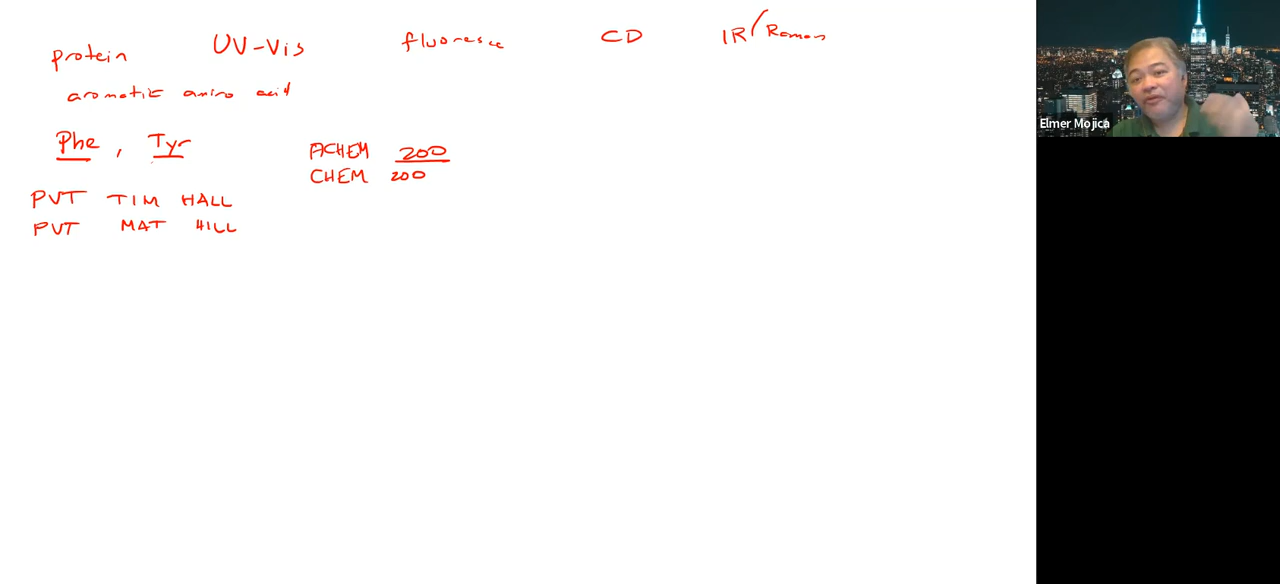 protein UV-Vis fluoresce CD IR/Raman
aromatic amino acid
Phe, Tyr
ACHEM 200
CHEM 200
PVT TIM HALL
PVT MAT HILL
Elmer Mojica